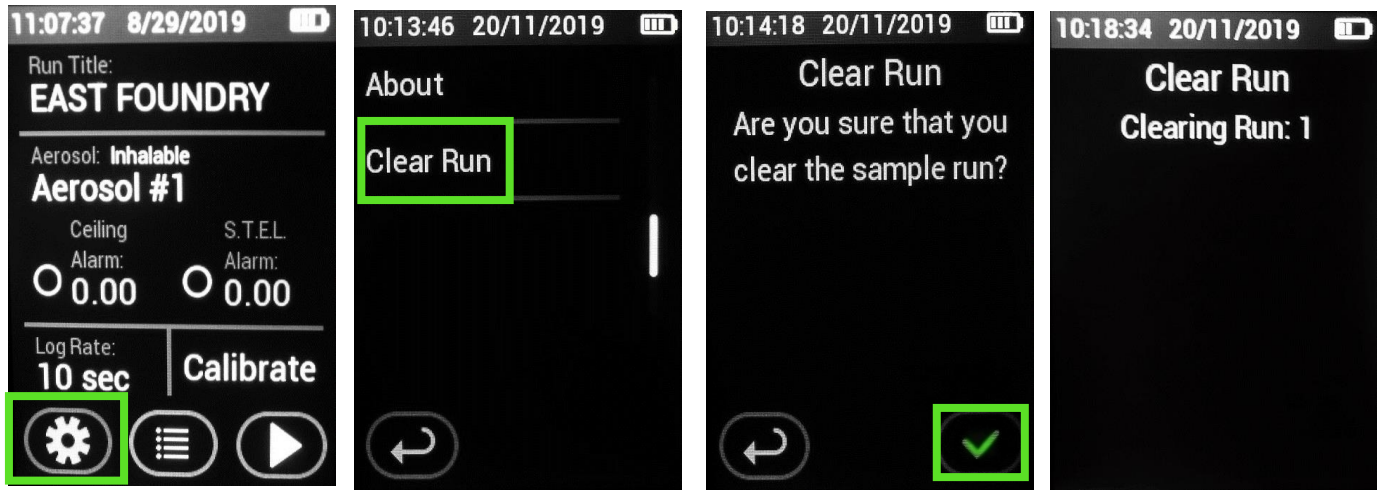 11:07:37 8/29/2019
Run Title:
EAST FOUNDRY
Aerosol: Inhalable
Aerosol #1
Ceiling
Alarm:
0.00
S.T.E.L.
Alarm:
0.00
Log Rate:
10 sec
Calibrate
10:13:46 20/11/2019
About
Clear Run
10:14:18 20/11/2019
Clear Run
Are you sure that you
clear the sample run?
10:18:34 20/11/2019
Clear Run
Clearing Run: 1